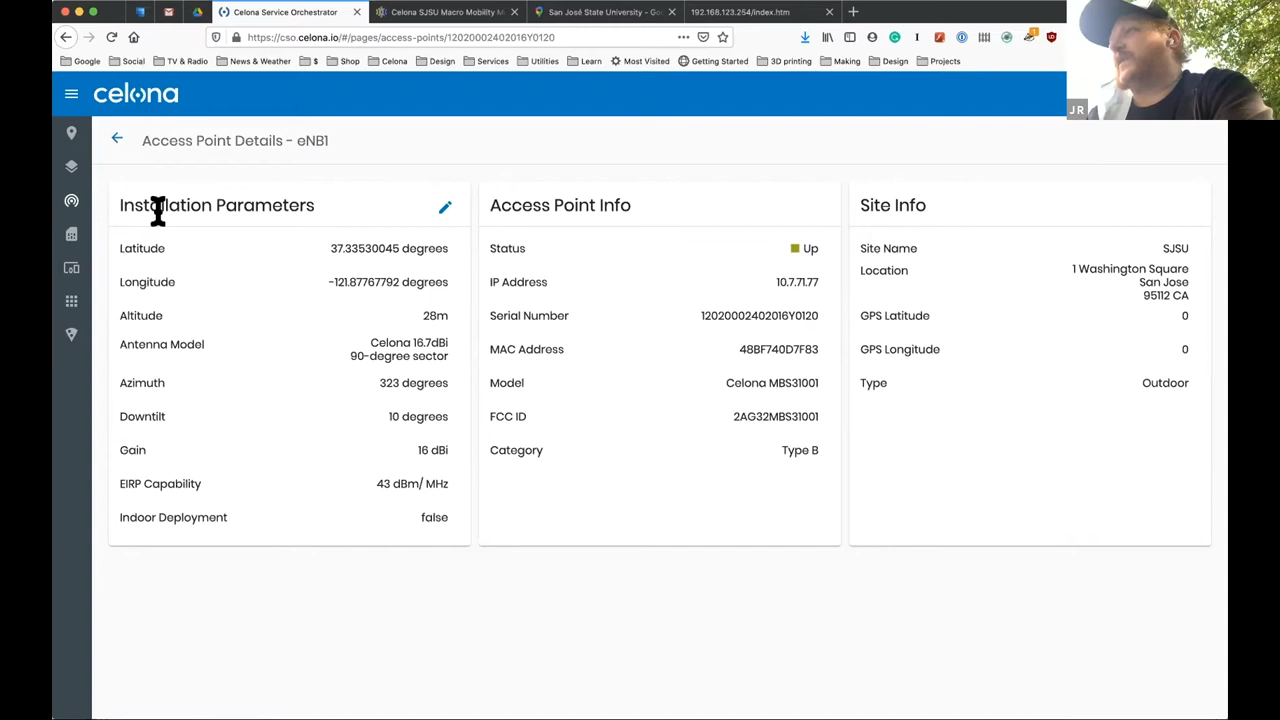 Celona Service Orchestrator
Celona SJSU Macro Mobility M
San José State University - Go
192.168.123.254/index.htm
https://cso.celona.io/#/pages/access-points/12020002402016Y0120
Google
Social
TV & Radio
News & Weather
$
Shop
Celona
Design
Services
Utilities
Learn
Most Visited
Getting Started
3D printing
Making
Design
Projects
celona
JR
Access Point Details - eNB1
Installation Parameters
Latitude 37.33530045 degrees
Longitude -121.87767792 degrees
Altitude 28m
Antenna Model Celona 16.7dBi
90-degree sector
Azimuth 323 degrees
Downtilt 10 degrees
Gain 16 dBi
EIRP Capability 43 dBm/ MHz
Indoor Deployment false
Access Point Info
Status Up
IP Address 10.7.71.77
Serial Number 12020002402016Y0120
MAC Address 48BF740D7F83
Model Celona MBS31001
FCC ID 2AG32MBS31001
Category Type B
Site Info
Site Name SJSU
Location 1 Washington Square
San Jose
95112 CA
GPS Latitude 0
GPS Longitude 0
Type Outdoor